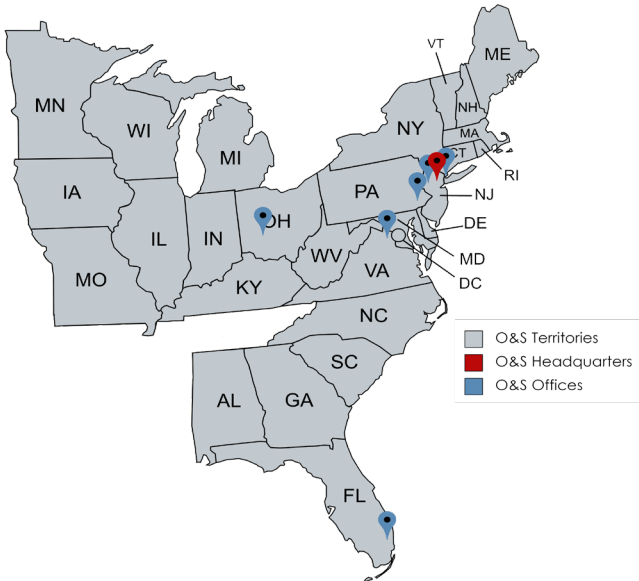 VT
ME
MN
NH
WI
NY
MA
MI
CT
RI
IA
PA
NJ
OH
DE
IL
IN
WV
MD
MO
VA
DC
KY
NC
O&S Territories
SC
O&S Headquarters
O&S Offices
AL
GA
FL